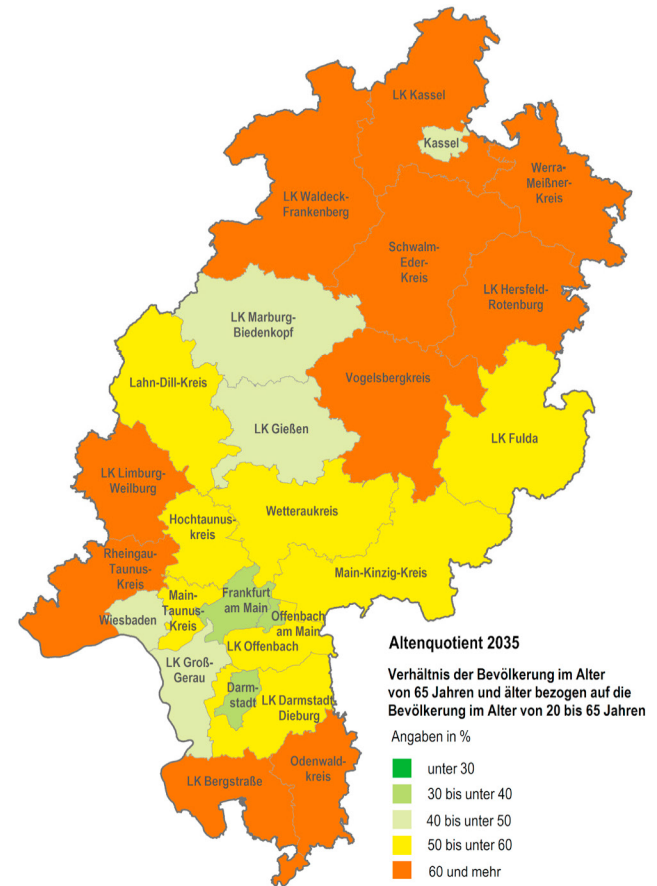 LK Kassel
Kassel
Werra-
Meißner-
Kreis
LK Waldeck-
Frankenberg
Schwalm-
Eder-
Kreis
LK Hersfeld-
Rotenburg
LK Marburg-
Biedenkopf
Vogelsbergkreis
Lahn-Dill-Kreis
LK Gießen
LK Fulda
LK Limburg-
Weilburg
Hochtaunus-
kreis
Wetteraukreis
Rheingau-
Taunus-
Kreis
Main-Kinzig-Kreis
Main-
Taunus-
Kreis
Frankfurt
am Main
Wiesbaden
Offenbach
am Main
LK Offenbach
LK Groß-
Gerau
Darm-
stadt
LK Darmstadt
Dieburg
LK Bergstraße
Odenwald-
kreis
Altenquotient 2035
Verhältnis der Bevölkerung im Alter
von 65 Jahren und älter bezogen auf die
Bevölkerung im Alter von 20 bis 65 Jahren
Angaben in %
unter 30
30 bis unter 40
40 bis unter 50
50 bis unter 60
60 und mehr